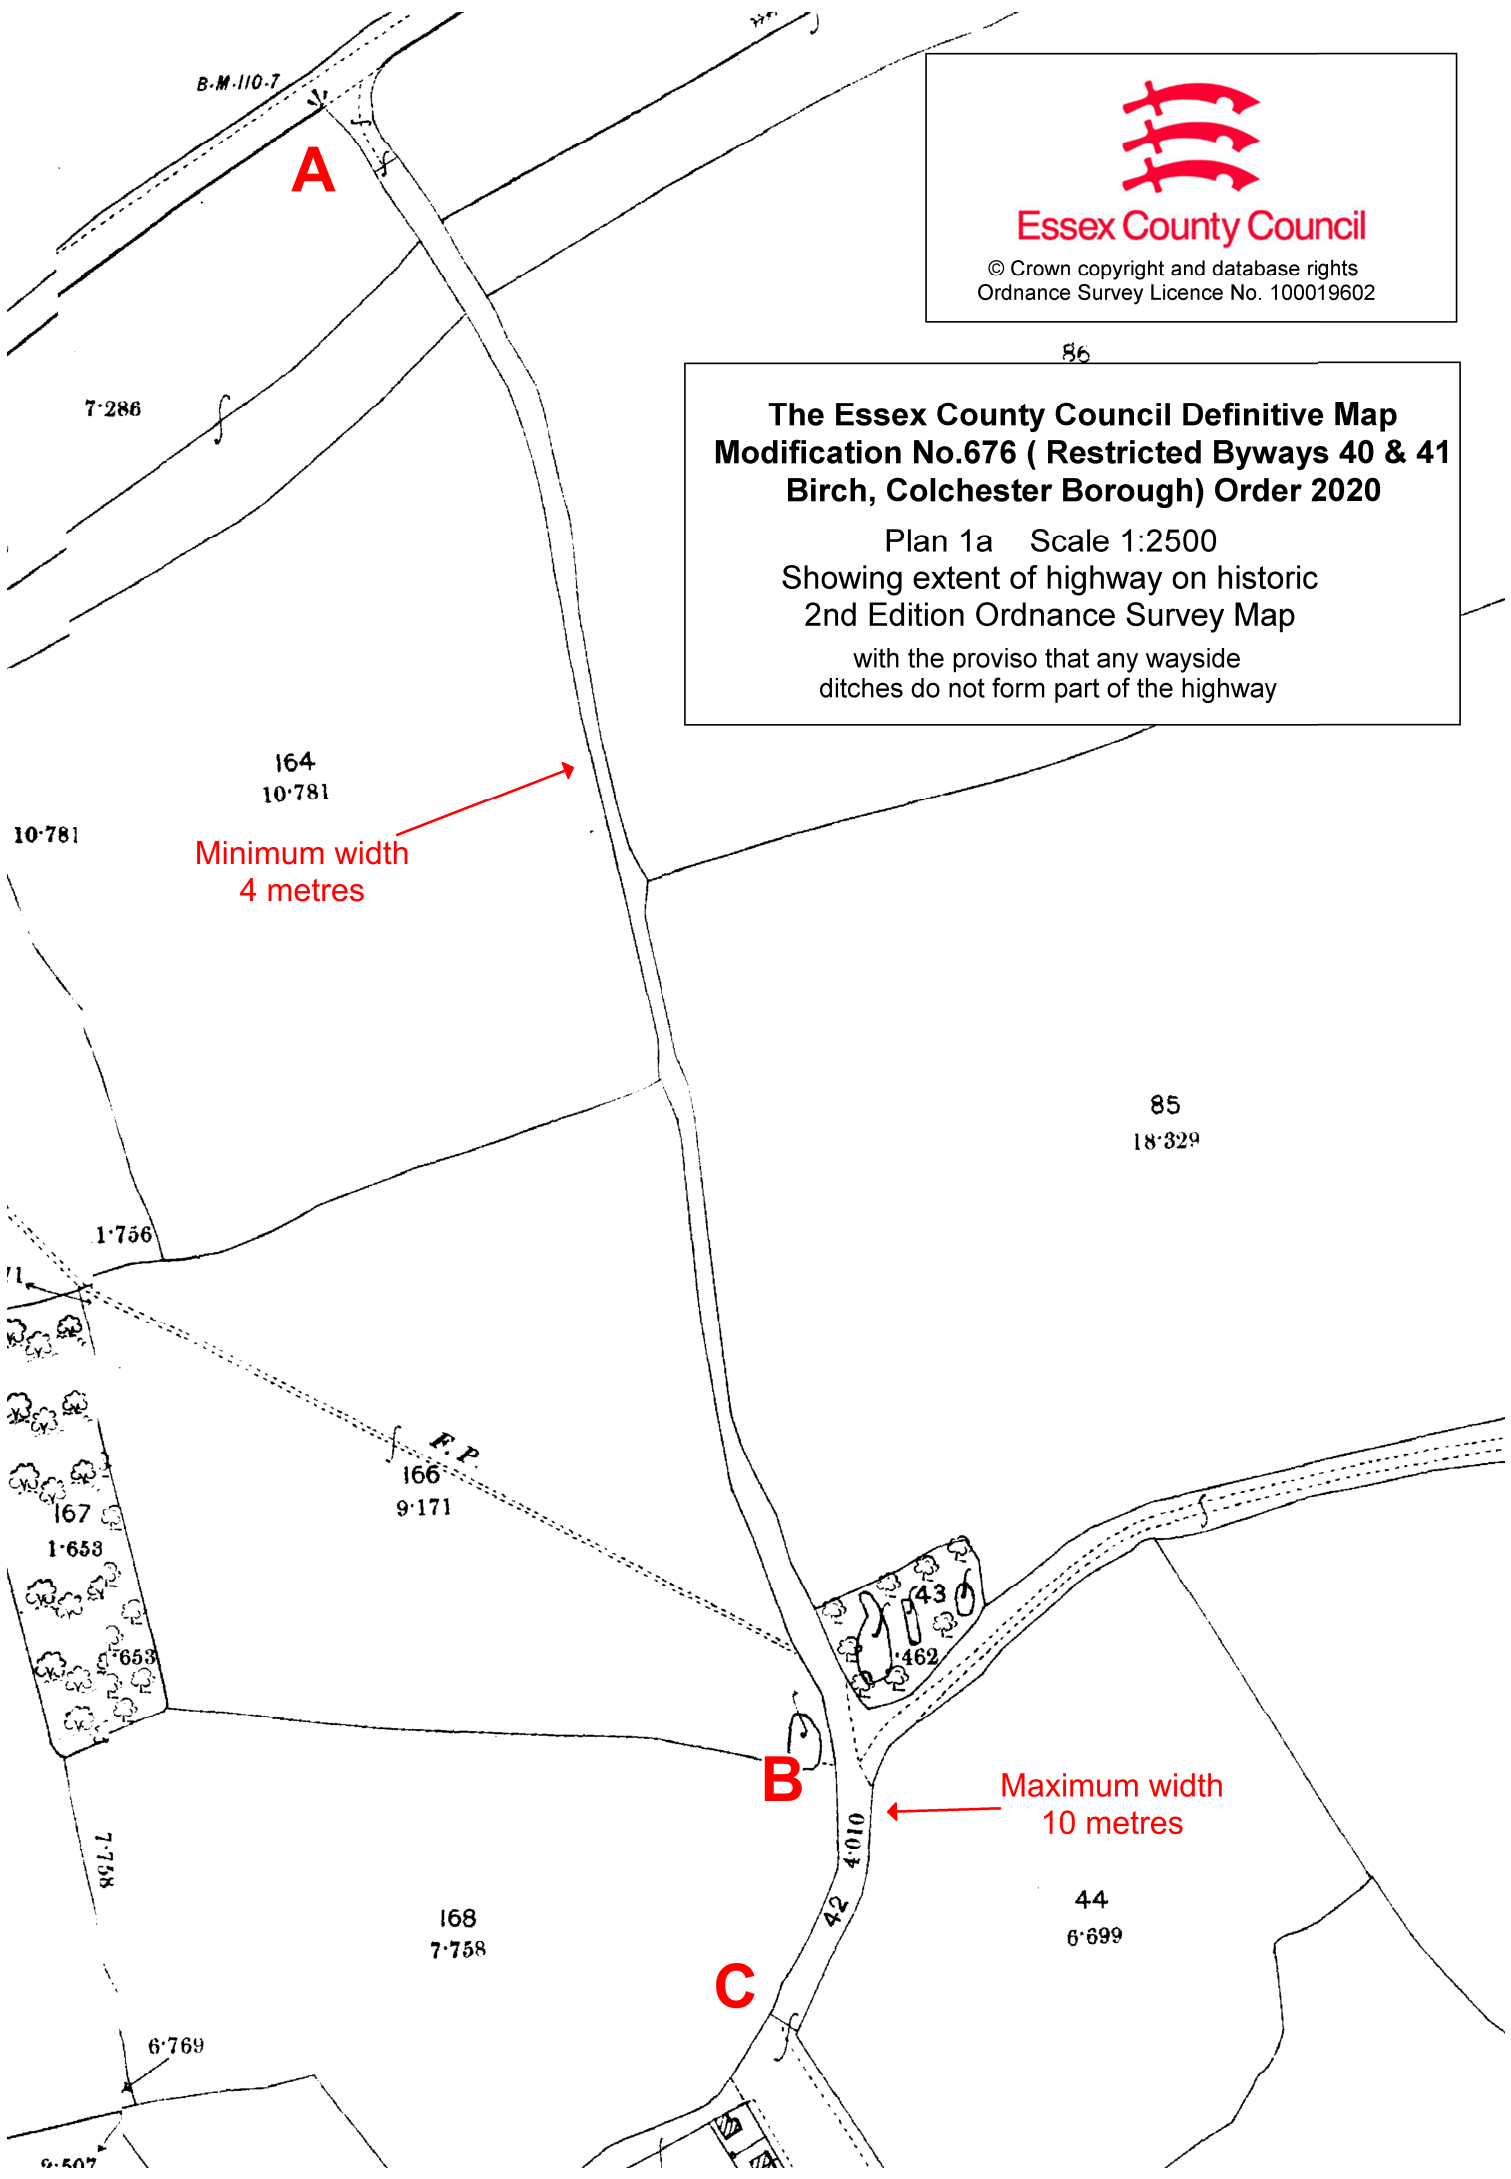 B.M.110.7
A
Essex County Council
© Crown copyright and database rights
Ordnance Survey Licence No. 100019602
86
7·286
The Essex County Council Definitive Map
Modification No.676 ( Restricted Byways 40 & 41
Birch, Colchester Borough) Order 2020
Plan 1a Scale 1:2500
Showing extent of highway on historic
2nd Edition Ordnance Survey Map
with the proviso that any wayside
ditches do not form part of the highway
164
10·781
10·781
Minimum width
4 metres
85
18·329
1·756
71
F.P.
166
9·171
167
1·653
43
·462
·653
B
Maximum width
10 metres
4·010
7·758
42
44
6·699
168
7·758
C
6·769
2·507